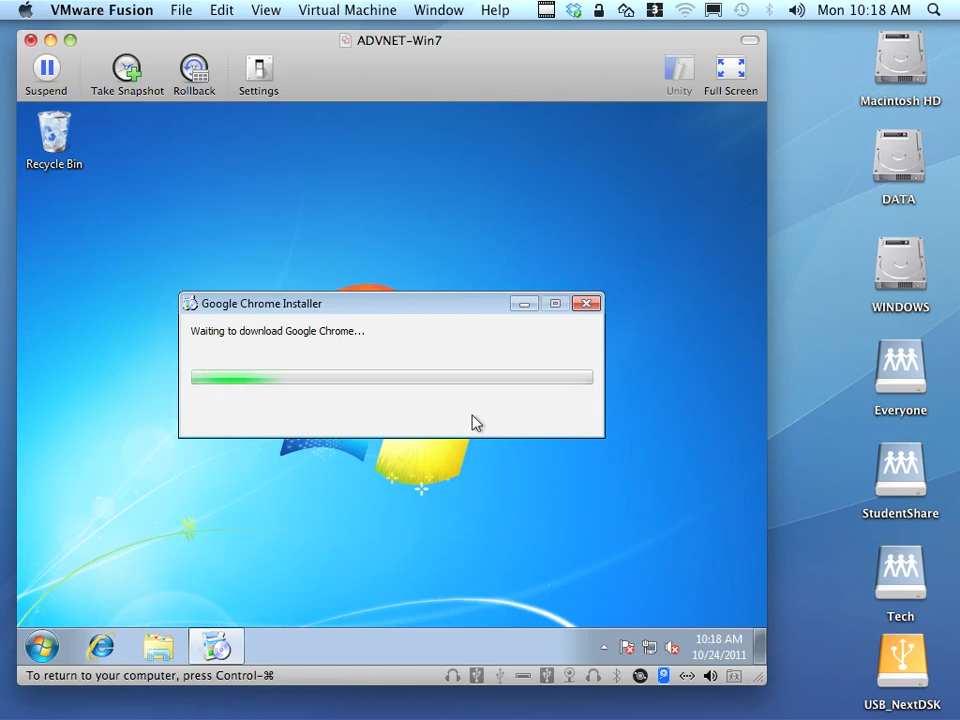 VMware Fusion File Edit View Virtual Machine Window Help 3 Mon 10:18 AM
ADVNET-Win7
Suspend Take Snapshot Rollback Settings Unity Full Screen
Macintosh HD
Recycle Bin
DATA
Google Chrome Installer
WINDOWS
Waiting to download Google Chrome...
Everyone
StudentShare
Tech
10:18 AM
10/24/2011
To return to your computer, press Control-⌘
USB_NextDSK